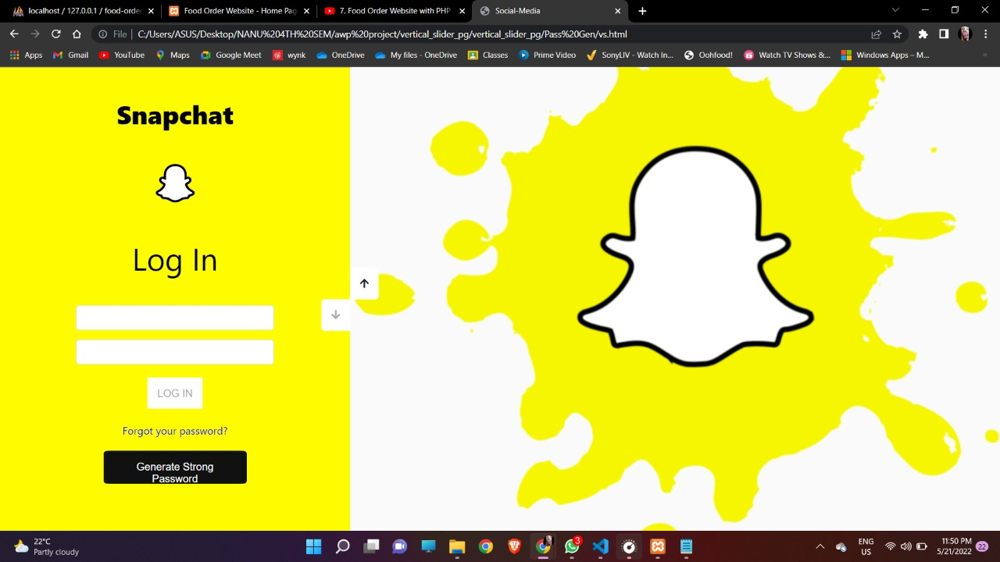 localhost / 127.0.0.1 / food-order
Food Order Website - Home Pag
7. Food Order Website with PHP
Social-Media
File
C:/Users/ASUS/Desktop/NANU%204TH%20SEM/awp%20project/vertical_slider_pg/vertical_slider_pg/Pass%20Gen/vs.html
Apps
Gmail
YouTube
Maps
Google Meet
wynk
OneDrive
My files - OneDrive
Classes
Prime Video
SonyLIV - Watch In...
Oohfood!
Watch TV Shows &...
Windows Apps – M...
»
Snapchat
Log In
LOG IN
Forgot your password?
Generate Strong
Password
22°C
Partly cloudy
3
ENG
US
11:50 PM
5/21/2022
22